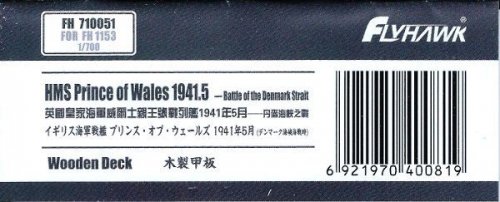 FH 710051
FOR FH 1153
1/700
FLYHAWK
HMS Prince of Wales 1941.5 —Battle of the Denmark Strait
英國皇家海軍威爾士親王號戰列艦1941年5月—丹麥海峽之戰
イギリス海軍戦艦 プリンス・オブ・ウェールズ 1941年5月 (デンマーク海峡海戦時)
Wooden Deck 木製甲板
6 921970 400819